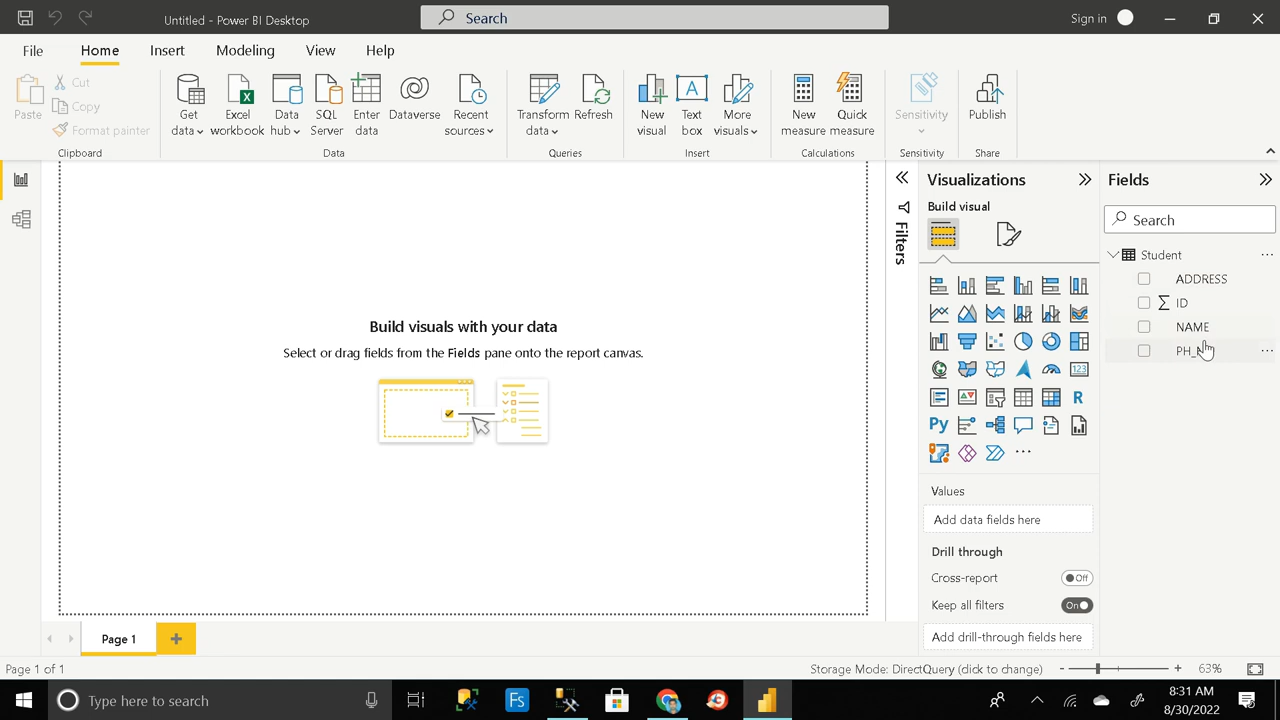 Untitled - Power BI Desktop
Search
Sign in
File
Home
Insert
Modeling
View
Help
Paste
Cut
Copy
Format painter
Clipboard
Get data
Excel workbook
Data hub
SQL Server
Enter data
Dataverse
Recent sources
Data
Transform data
Refresh
Queries
New visual
A
Text box
More visuals
Insert
New measure
Quick measure
Calculations
Sensitivity
Sensitivity
Publish
Share
Filters
Visualizations
Build visual
123
R
Py
Values
Add data fields here
Drill through
Cross-report
Off
Keep all filters
On
Add drill-through fields here
Fields
Search
Student
ADDRESS
ID
NAME
Build visuals with your data
Select or drag fields from the Fields pane onto the report canvas.
Page 1
Page 1 of 1
Storage Mode: DirectQuery (click to change)
63%
Type here to search
Fs
8:31 AM
8/30/2022